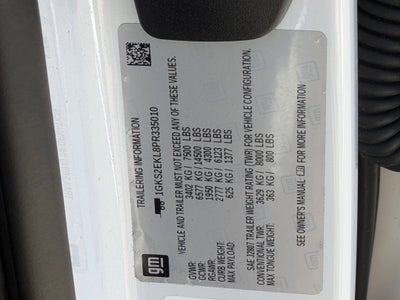 TRAILERING INFORMATION
1GKS2EKL8PR335010
VEHICLE AND TRAILER MUST NOT EXCEED ANY OF THESE VALUES.
GVWR: 3402 KG / 7500 LBS
GCWR: 6577 KG / 14500 LBS
RGAWR: 1950 KG / 4300 LBS
CURB WEIGHT: 2777 KG / 6123 LBS
MAX PAYLOAD: 625 KG / 1377 LBS
SAE J2807 TRAILER WEIGHT RATING (TWR) FOR VEHICLE CONFIGURATION.
CONVENTIONAL TWR: 3629 KG / 8000 LBS
MAX TONGUE WEIGHT: 363 KG / 800 LBS
SEE OWNER'S MANUAL FOR MORE INFORMATION.
gm